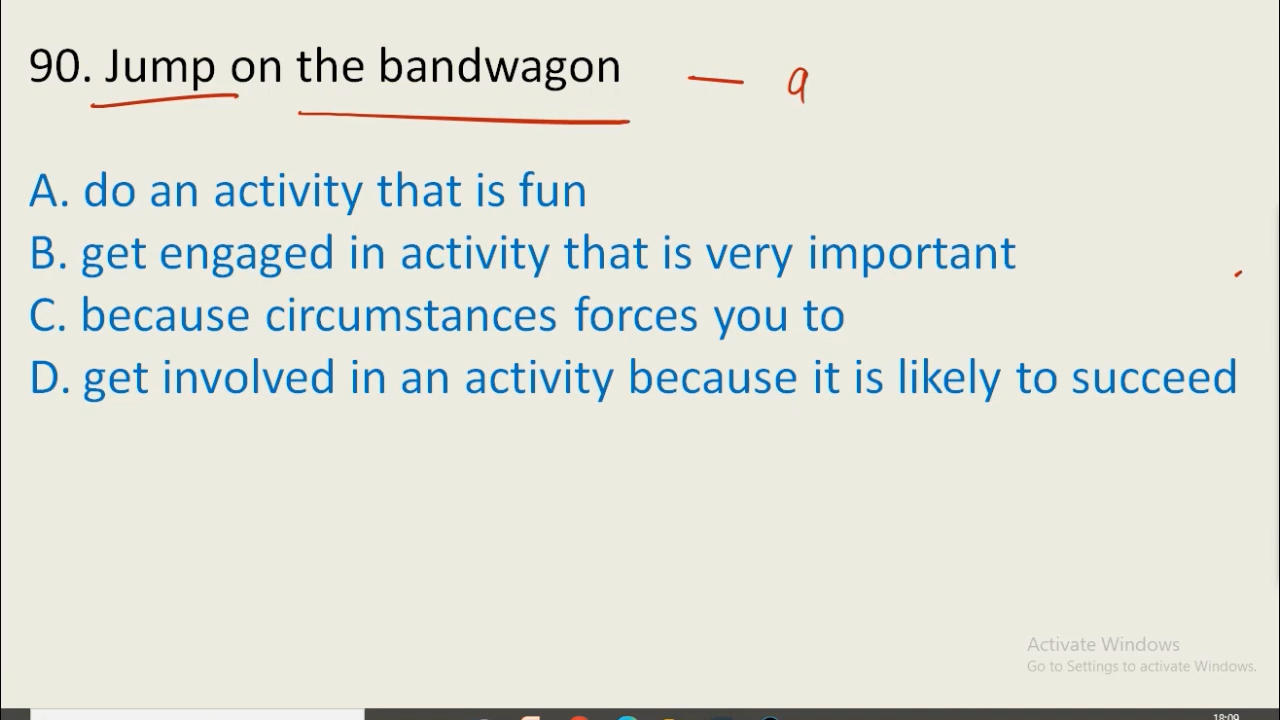 90. Jump on the bandwagon — a
A. do an activity that is fun
B. get engaged in activity that is very important
C. because circumstances forces you to
D. get involved in an activity because it is likely to succeed
Activate Windows
Go to Settings to activate Windows.
18:09